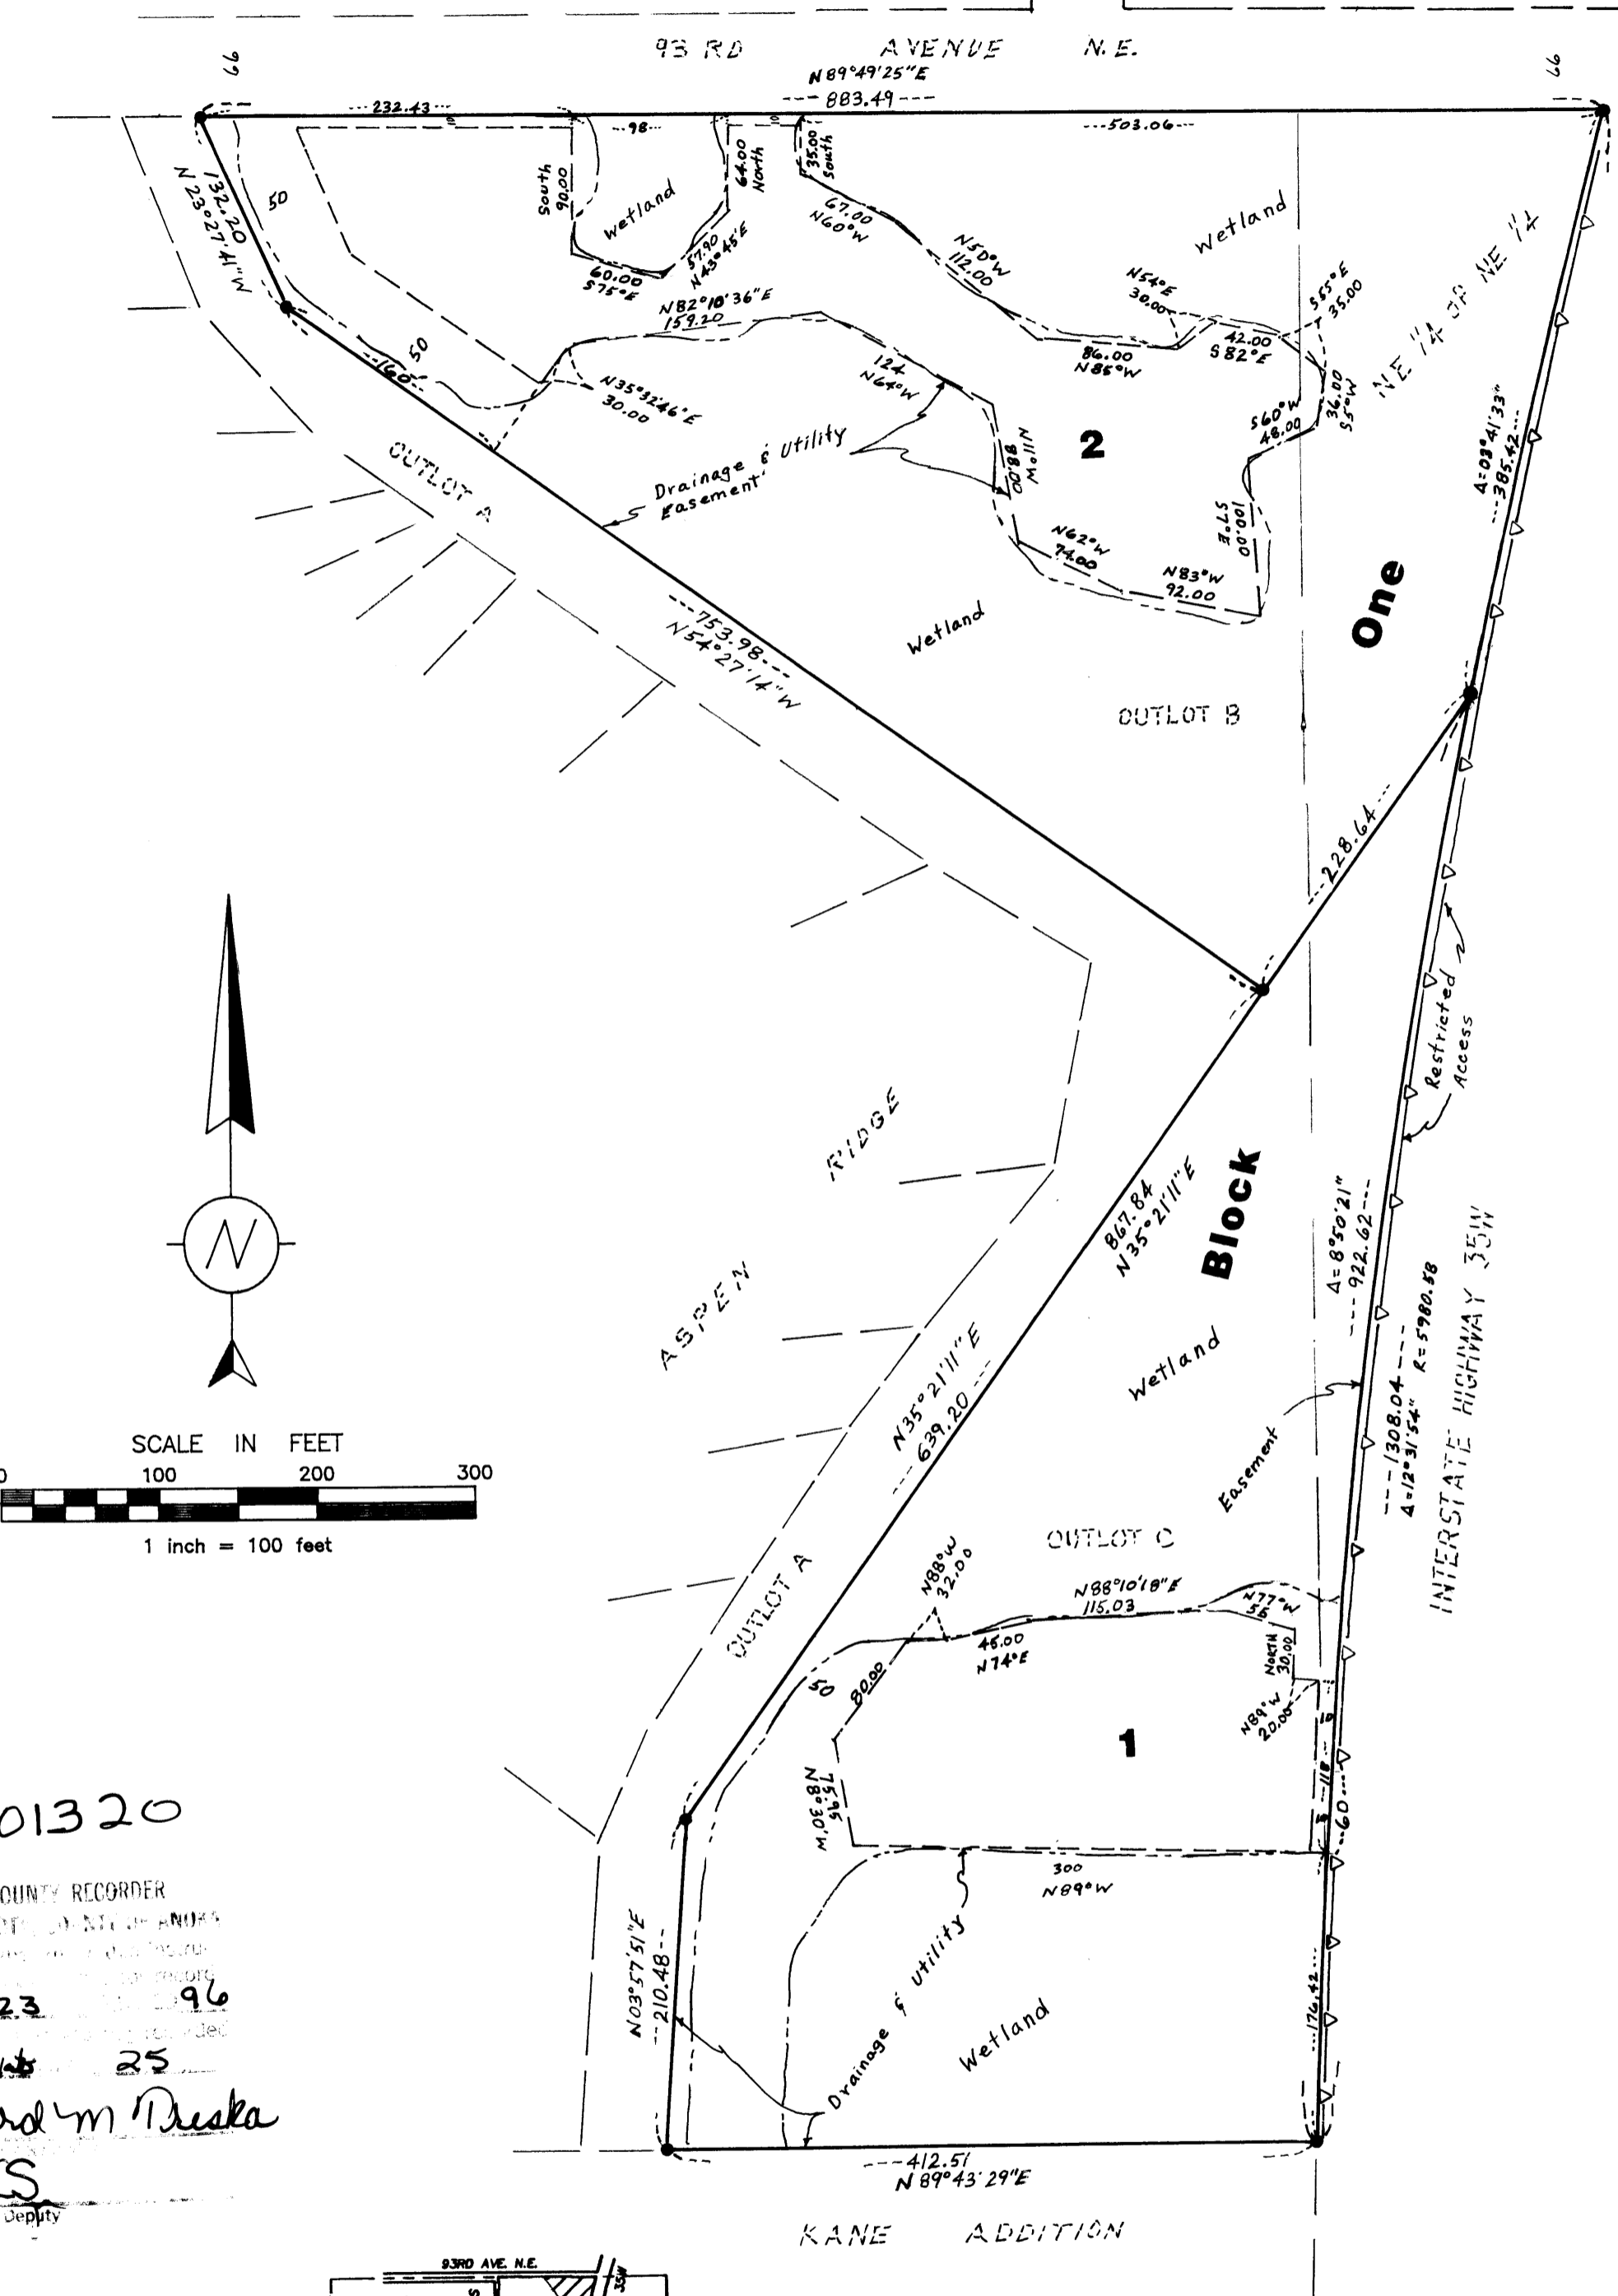 93 RD AVENUE N.E.
66
66
N 89°49'25"E
---883.49---
---232.43---
--98---
---503.06---
132.20
N 23°27'41"W
50
South
90.00
Wetland
64.00
North
35.00
South
60.00
S75°E
57.90
N 43°45'E
67.00
N60°W
N50°W
112.00
Wetland
N54°E
30.00
S55°E
35.00
42.00
S82°E
86.00
N85°W
36.00
S5°W
S60°W
48.00
NE 1/4 OF NE 1/4
N82°18'36"E
159.20
124
N64°W
50
-160-
N35°32'46"E
30.00
OUTLOT A
Drainage & Utility
Easement
N11°W
88.00
2
100.00
S7°E
Δ=03°41'33"
---385.42---
N62°W
74.00
N83°W
92.00
One
---753.98---
N54°27'14"W
Wetland
OUTLOT B
---228.64---
Restricted
Access
RIDGE
ASPEN
867.84
N35°21'11"E
Block
Δ=8°50'21"
---922.62---
N35°21'11"E
---639.20---
Wetland
Easement
---1308.04----
Δ=12°31'54" R=5980.58
INTERSTATE HIGHWAY 35W
SCALE IN FEET
0 100 200 300
1 inch = 100 feet
OUTLOT A
OUTLOT C
N88°W
32.00
N88°10'18"E
115.03
N77°W
55
45.00
N74°E
NORTH
30.00
50
80.00
N89°W
20.00
10
1
75.95
N8°30'W
118
---60---
01320
300
N89°W
OUNTY RECORDER
N03°57'51"E
--210.48--
Drainage & Utility
Wetland
---176.42---
23 96
25
rd M Treska
Deputy
---412.51
N 89°43'29"E
KANE ADDITION
93RD AVE. N.E.
35W
S